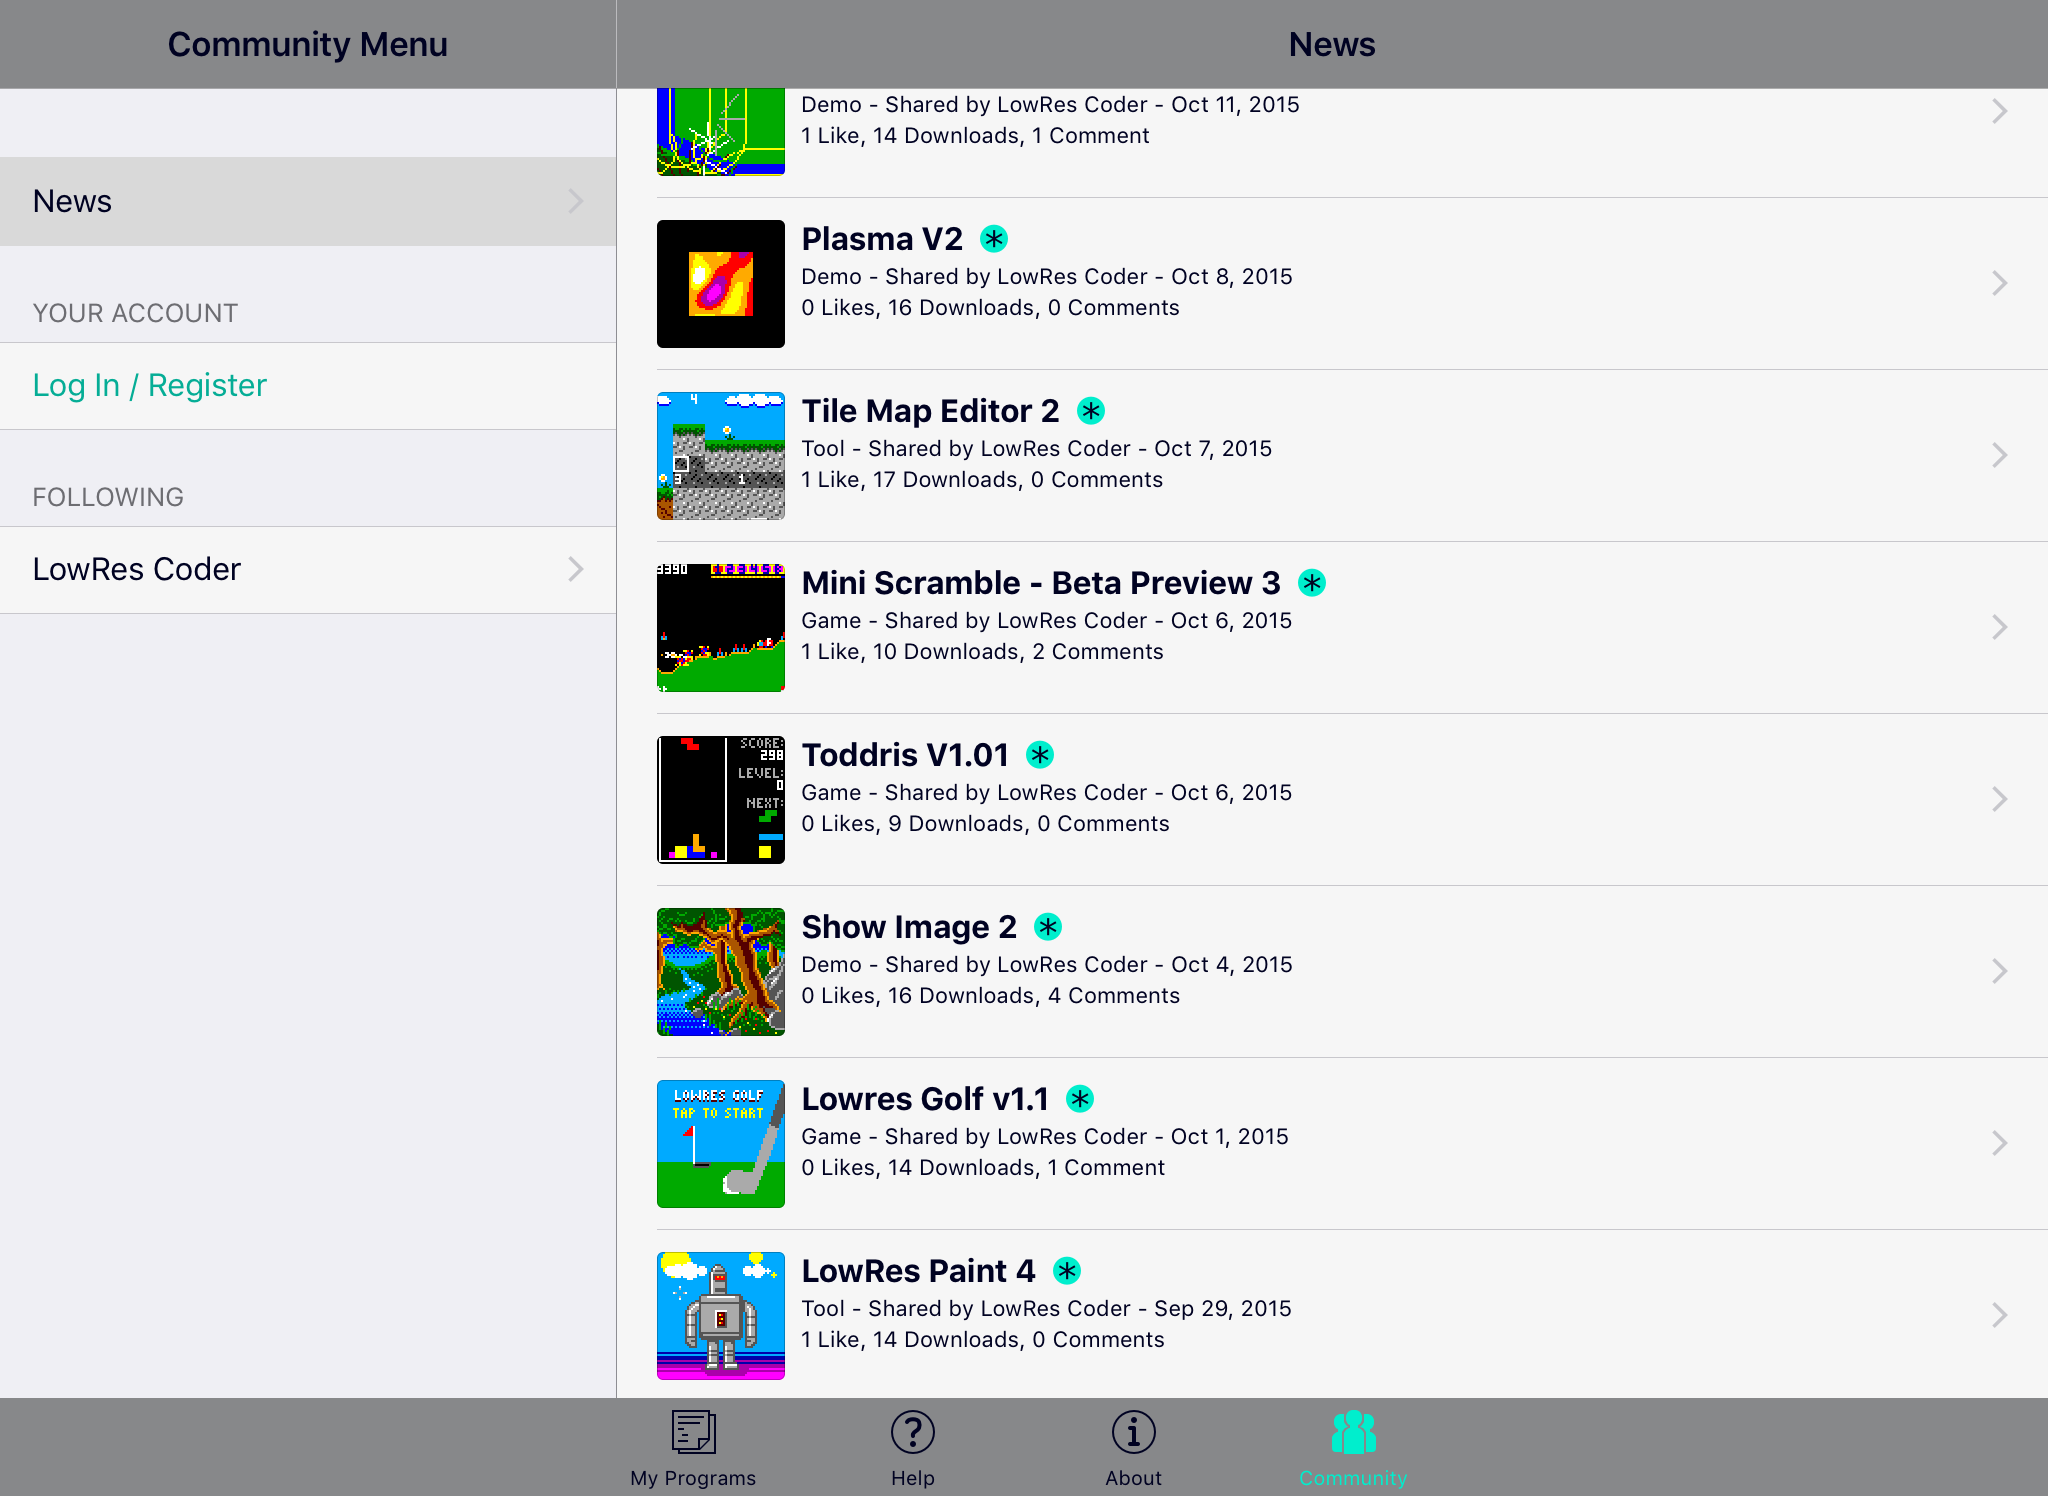 Community Menu
News
News
YOUR ACCOUNT
Log In / Register
FOLLOWING
LowRes Coder
Demo - Shared by LowRes Coder - Oct 11, 2015
1 Like, 14 Downloads, 1 Comment
Plasma V2
Demo - Shared by LowRes Coder - Oct 8, 2015
0 Likes, 16 Downloads, 0 Comments
4
3 1
Tile Map Editor 2
Tool - Shared by LowRes Coder - Oct 7, 2015
1 Like, 17 Downloads, 0 Comments
Mini Scramble - Beta Preview 3
Game - Shared by LowRes Coder - Oct 6, 2015
1 Like, 10 Downloads, 2 Comments
SCORE:
298
LEVEL:
0
NEXT:
Toddris V1.01
Game - Shared by LowRes Coder - Oct 6, 2015
0 Likes, 9 Downloads, 0 Comments
Show Image 2
Demo - Shared by LowRes Coder - Oct 4, 2015
0 Likes, 16 Downloads, 4 Comments
LOWRES GOLF
TAP TO START
Lowres Golf v1.1
Game - Shared by LowRes Coder - Oct 1, 2015
0 Likes, 14 Downloads, 1 Comment
LowRes Paint 4
Tool - Shared by LowRes Coder - Sep 29, 2015
1 Like, 14 Downloads, 0 Comments
My Programs
Help
About
Community